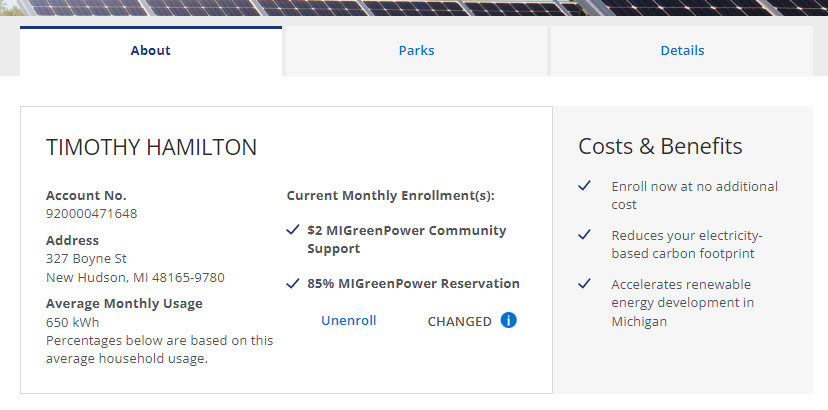 About
Parks
Details
TIMOTHY HAMILTON
Account No.
920000471648
Address
327 Boyne St
New Hudson, MI 48165-9780
Average Monthly Usage
650 kWh
Percentages below are based on this
average household usage.
Current Monthly Enrollment(s):
$2 MIGreenPower Community
Support
85% MIGreenPower Reservation
Unenroll
CHANGED i
Costs & Benefits
Enroll now at no additional
cost
Reduces your electricity-
based carbon footprint
Accelerates renewable
energy development in
Michigan